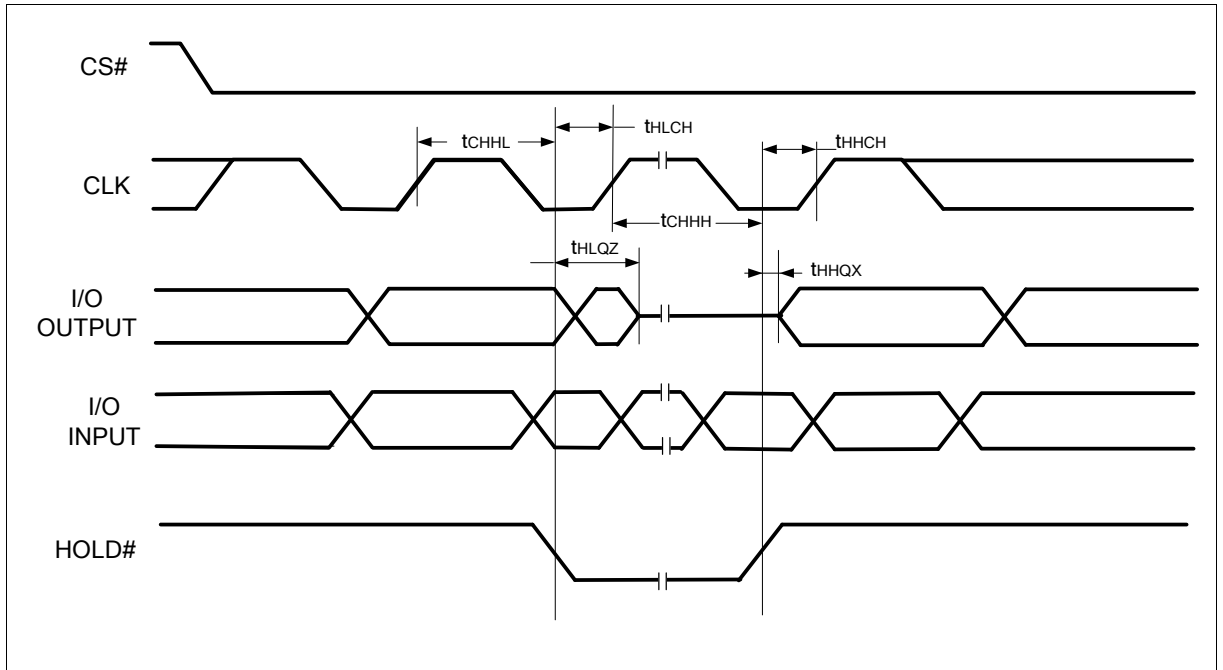 CS#
tCHHL
tHLCH
tHHCH
CLK
tCHHH
tHLQZ
tHHQX
I/O
OUTPUT
I/O
INPUT
HOLD#